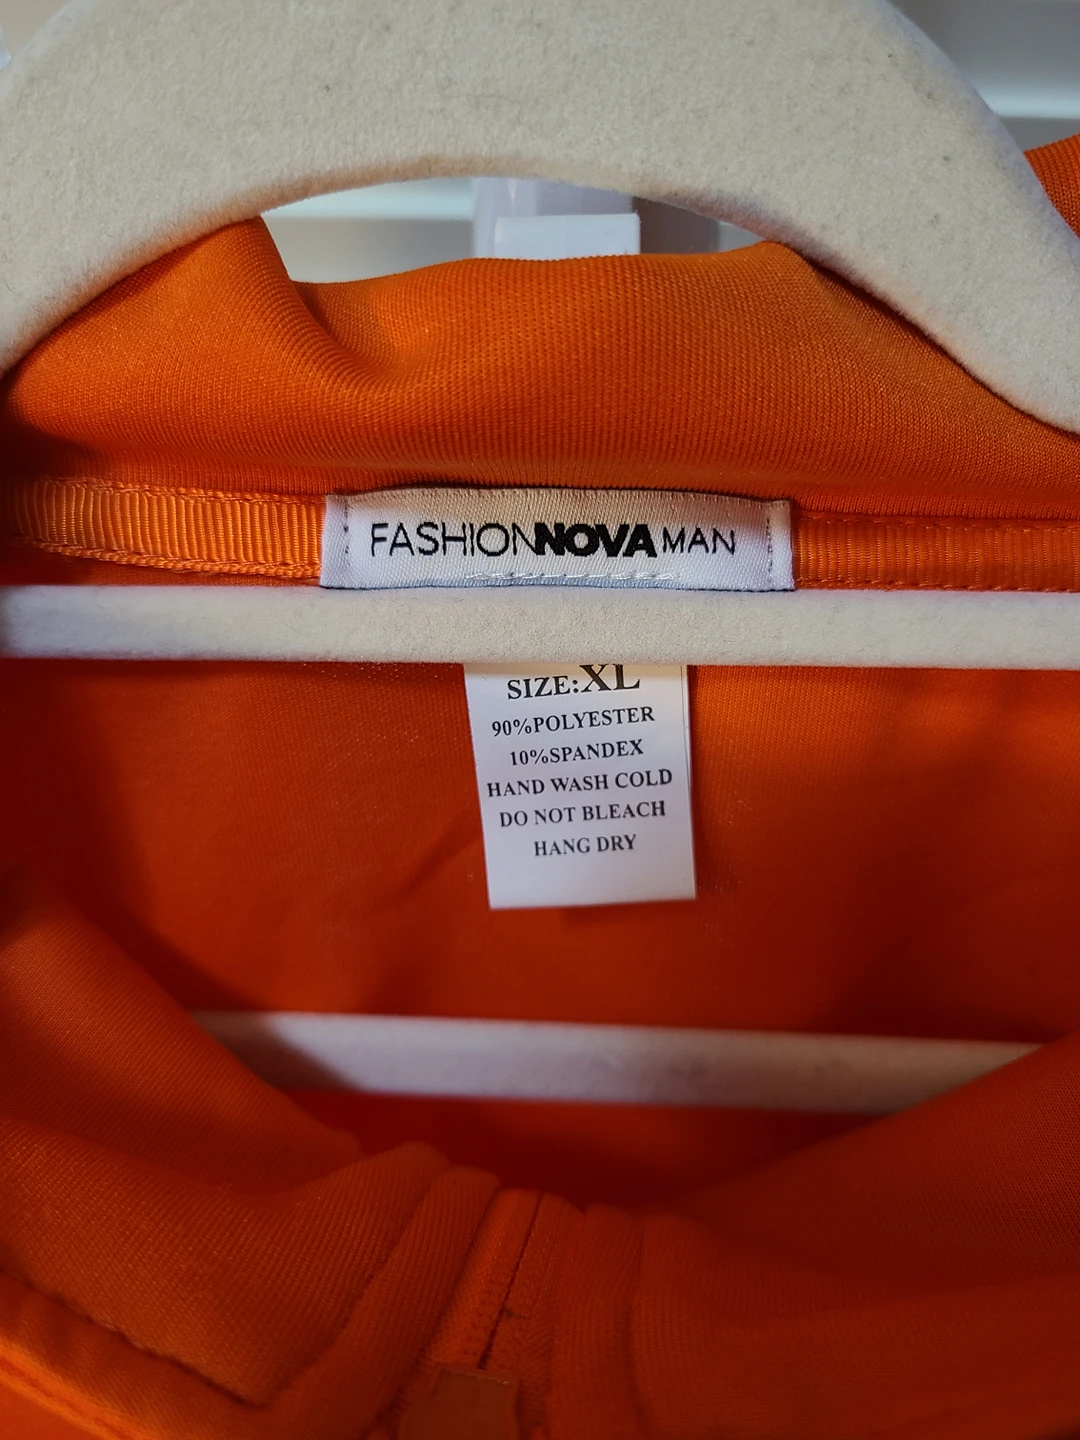 FASHIONNOVAMAN
SIZE:XL
90%POLYESTER
10%SPANDEX
HAND WASH COLD
DO NOT BLEACH
HANG DRY